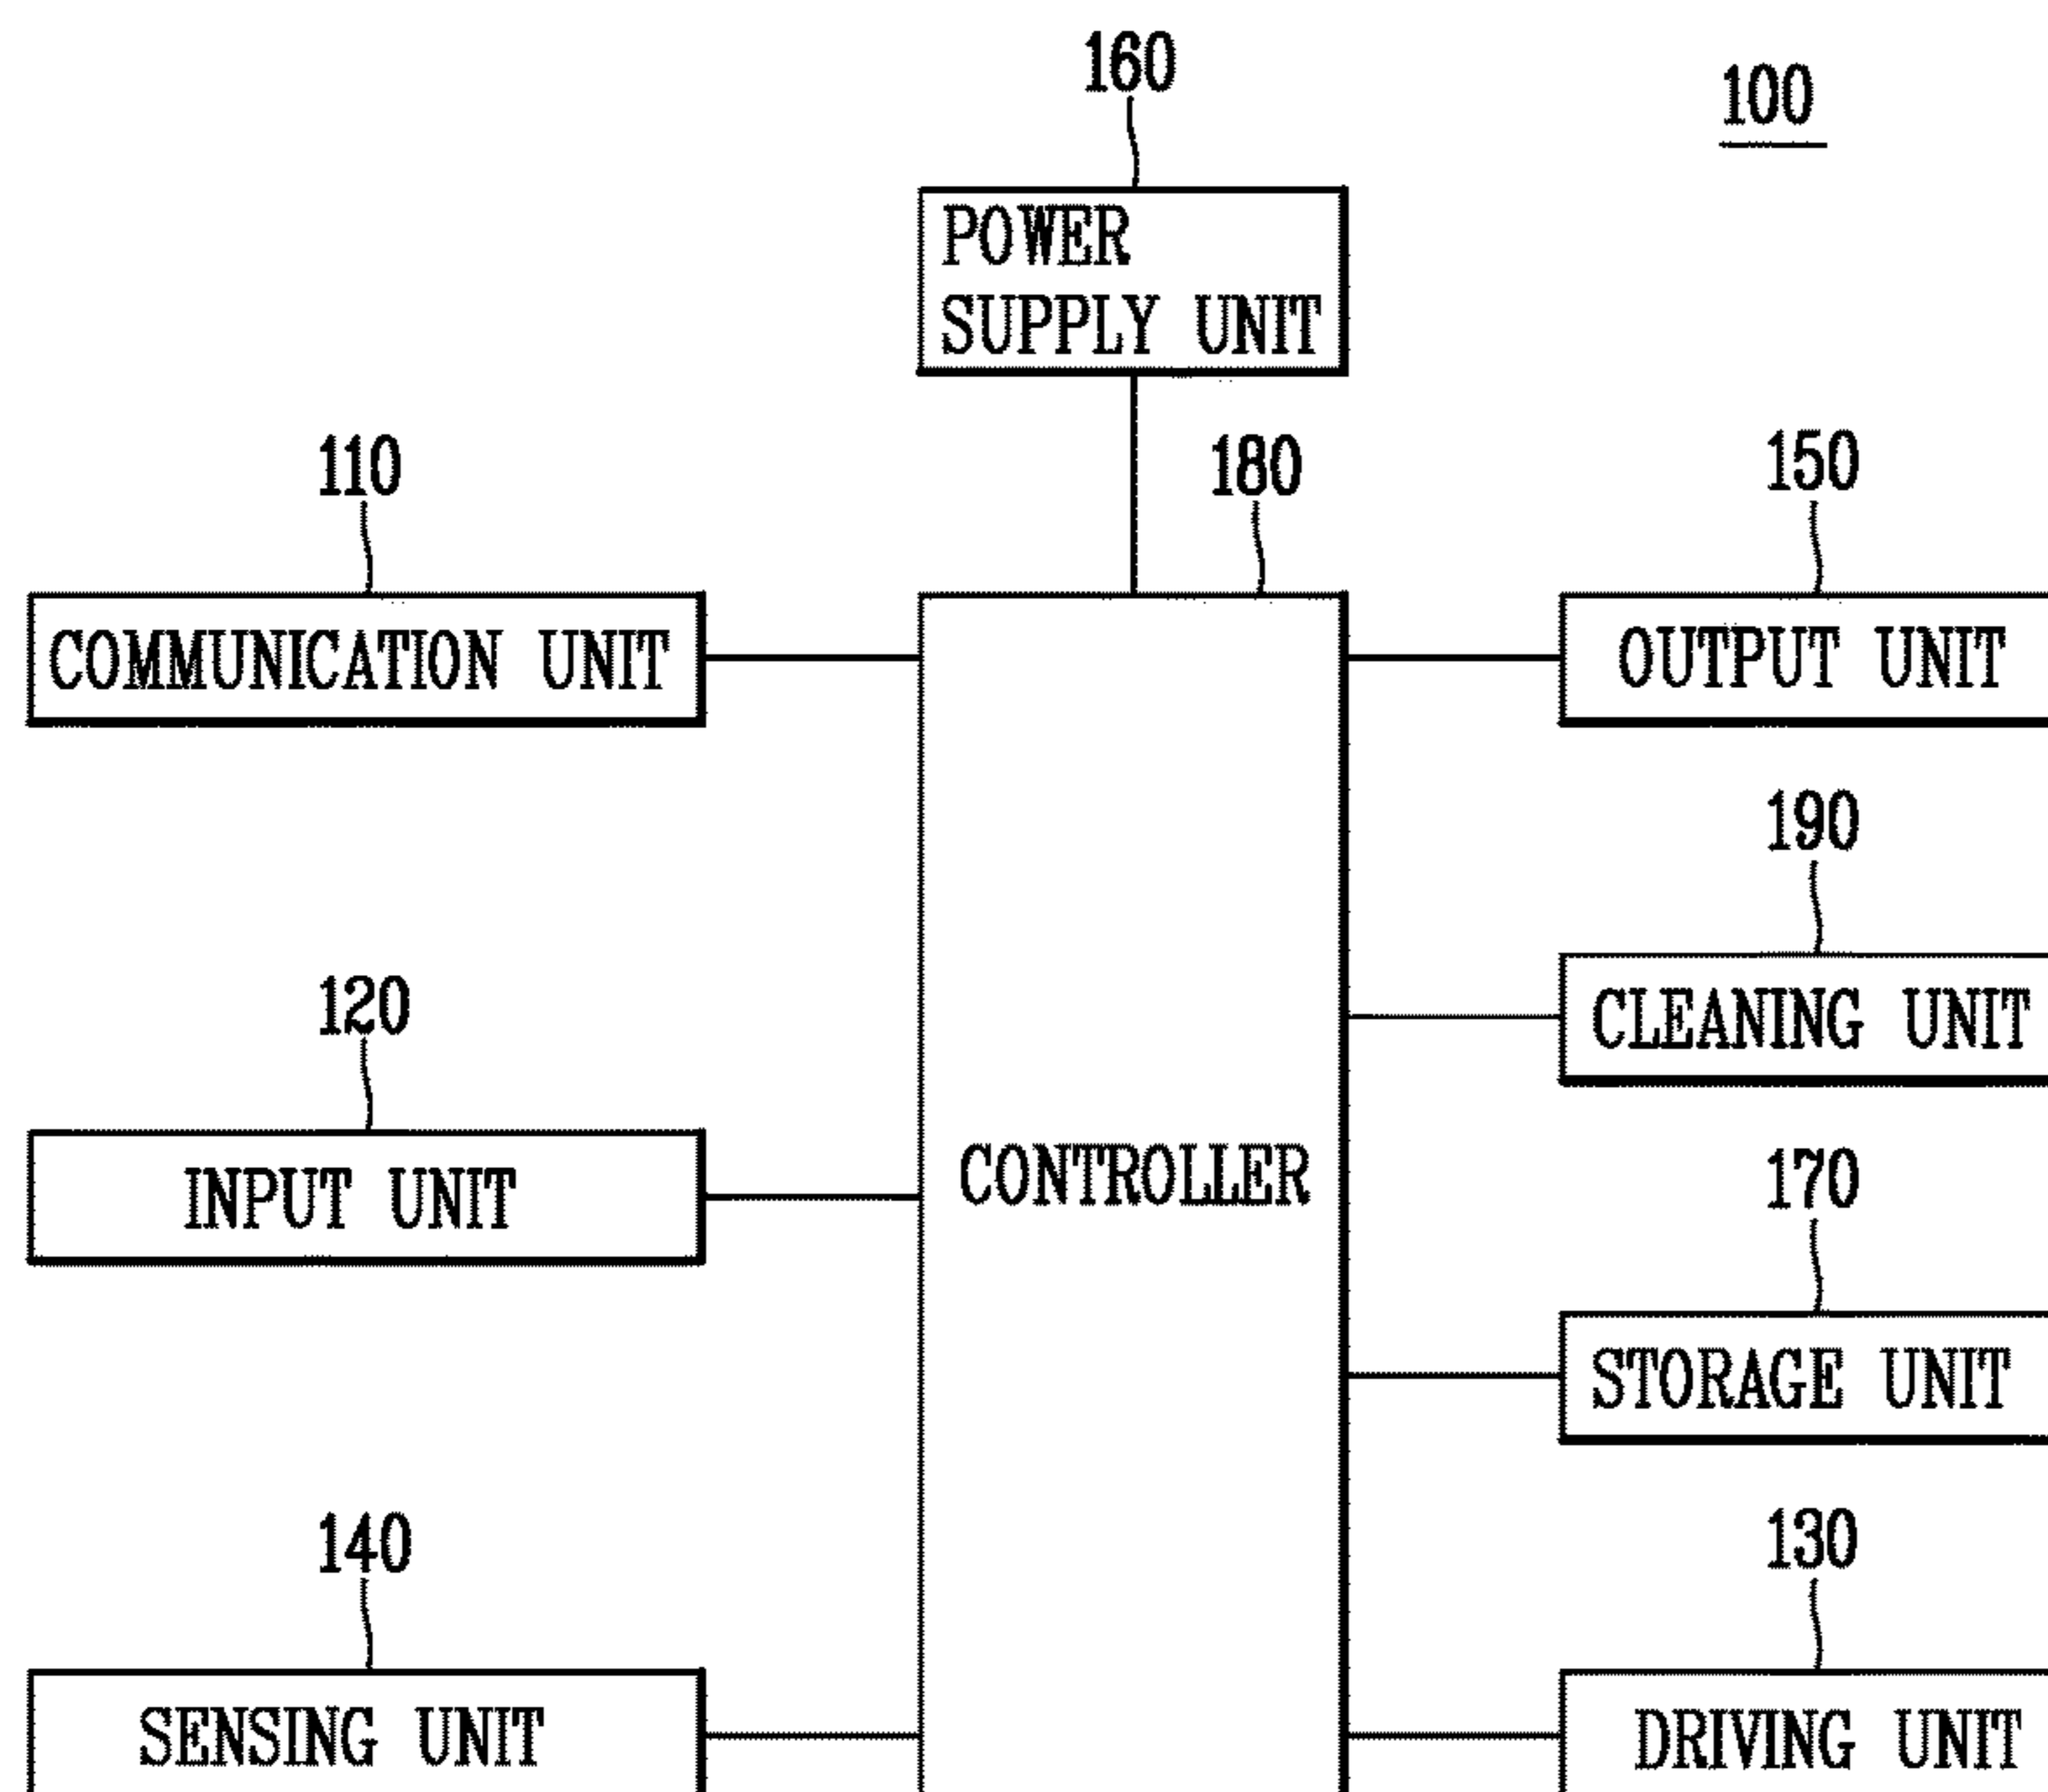 160
100
POWER
SUPPLY UNIT
110
180
150
COMMUNICATION UNIT
OUTPUT UNIT
190
CLEANING UNIT
120
INPUT UNIT
CONTROLLER
170
STORAGE UNIT
140
130
SENSING UNIT
DRIVING UNIT